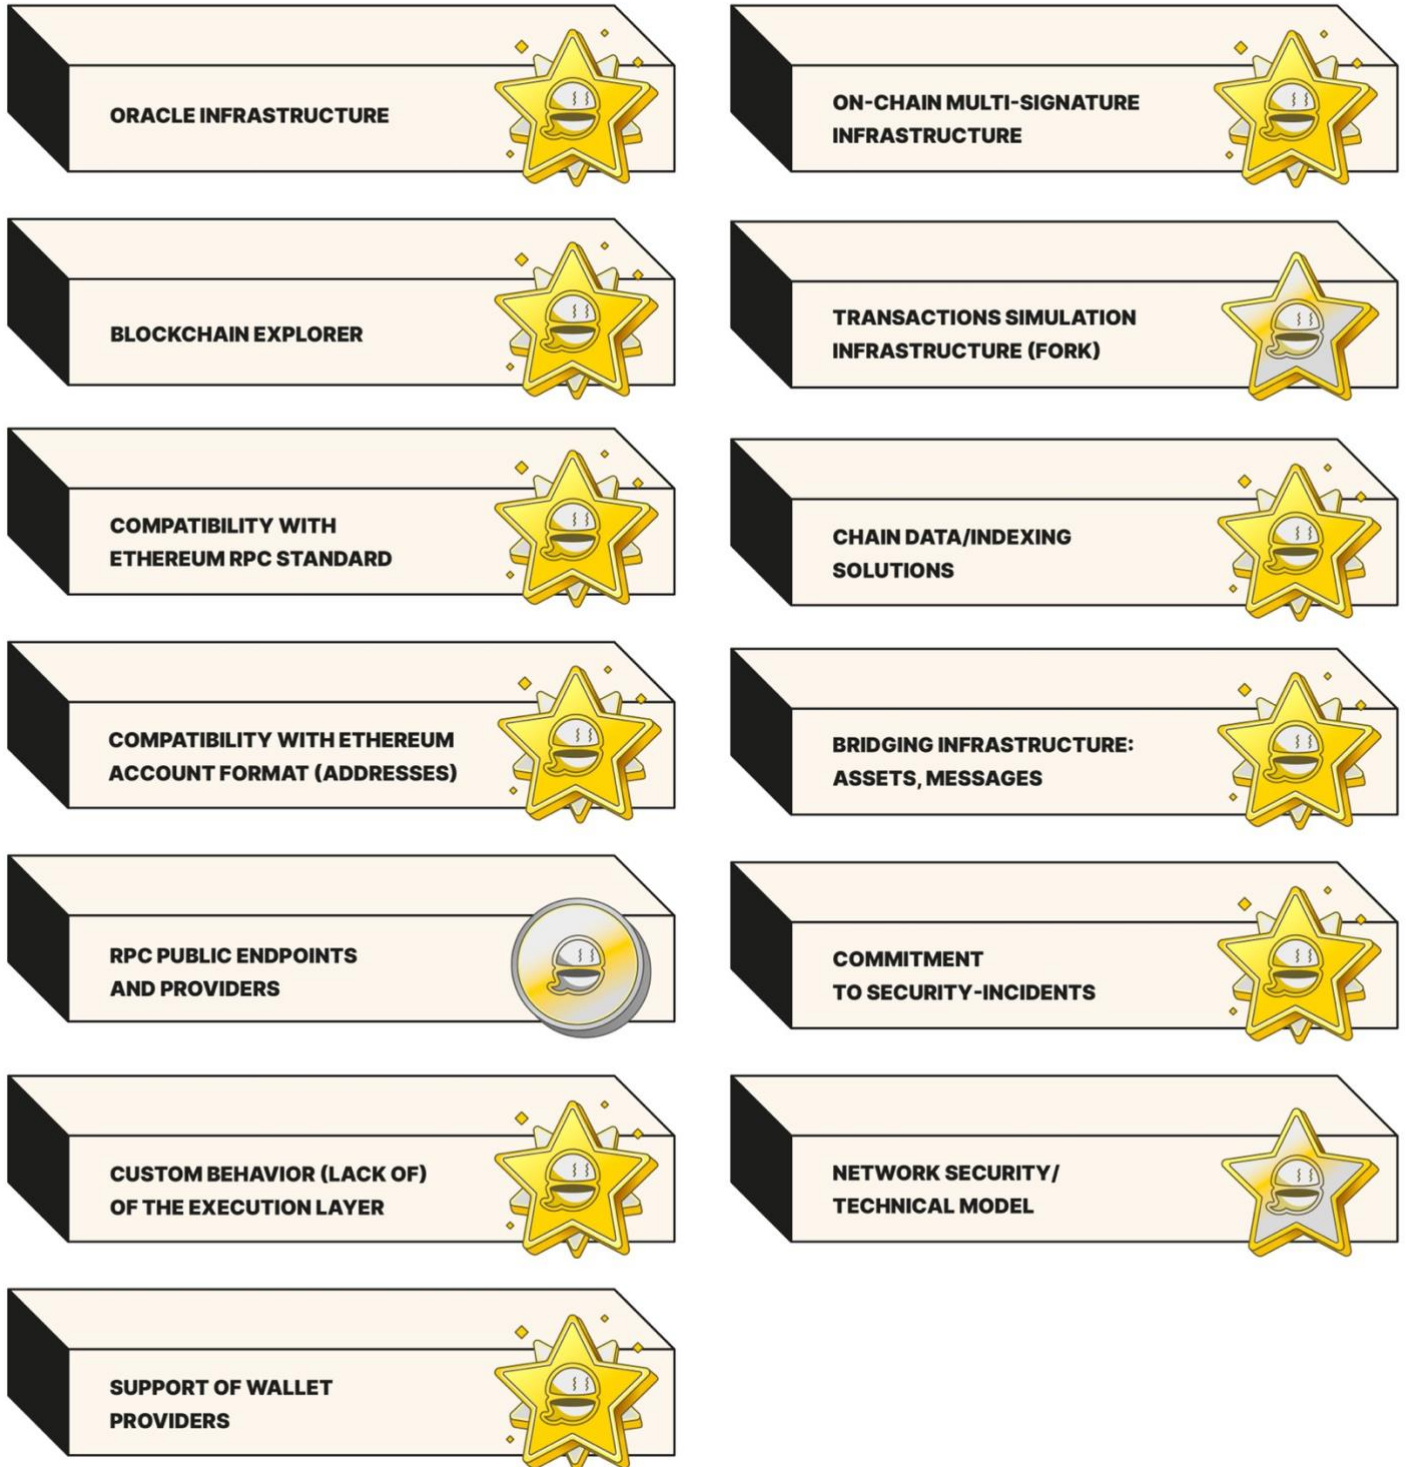 ORACLE INFRASTRUCTURE
ON-CHAIN MULTI-SIGNATURE
INFRASTRUCTURE
BLOCKCHAIN EXPLORER
TRANSACTIONS SIMULATION
INFRASTRUCTURE (FORK)
COMPATIBILITY WITH
ETHEREUM RPC STANDARD
CHAIN DATA/INDEXING
SOLUTIONS
COMPATIBILITY WITH ETHEREUM
ACCOUNT FORMAT (ADDRESSES)
BRIDGING INFRASTRUCTURE:
ASSETS, MESSAGES
RPC PUBLIC ENDPOINTS
AND PROVIDERS
COMMITMENT
TO SECURITY-INCIDENTS
CUSTOM BEHAVIOR (LACK OF)
OF THE EXECUTION LAYER
NETWORK SECURITY/
TECHNICAL MODEL
SUPPORT OF WALLET
PROVIDERS